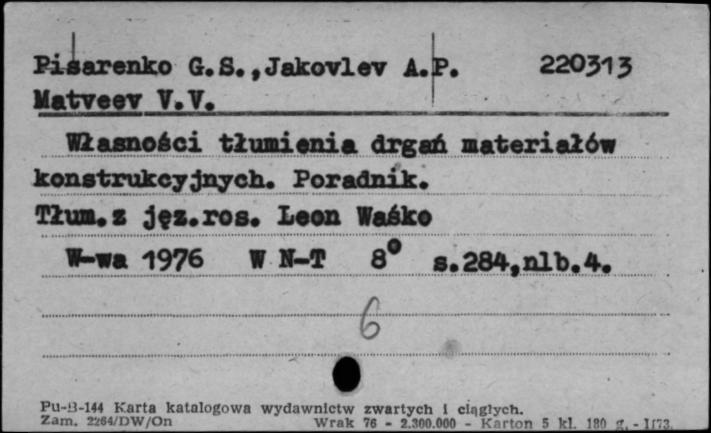 Pisarenko G.S.,Jakovlev A.P. 220313
Matveev V.V.
Własności tłumienia drgań materiałów
konstrukcyjnych. Poradnik.
Tłum.z jęz.ros. Leon Waśko
W-wa 1976 W N-T 8° s.284,nlb.4.
6
Pu-B-144 Karta katalogowa wydawnictw zwartych i ciągłych.
Zam. 2264/DW/On Wrak 76 - 2.300.000 - Karton 5 kl. 180 g. - 1173.